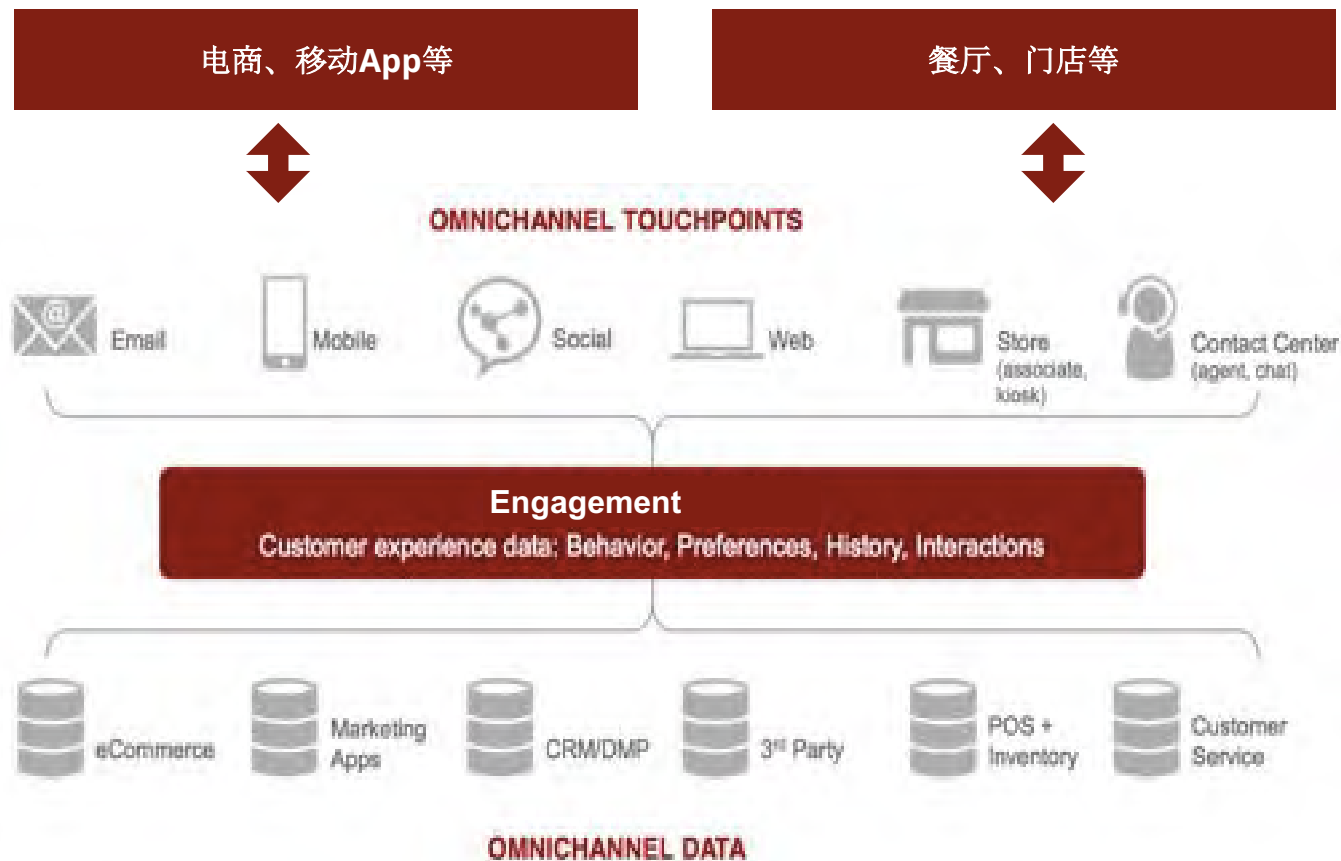 电商、移动App等
餐厅、门店等
OMNICHANNEL TOUCHPOINTS
@
Email
Mobile
Social
Web
Store
(associate,
kiosk)
Contact Center
(agent, chat)
Engagement
Customer experience data: Behavior, Preferences, History, Interactions
eCommerce
Marketing
Apps
CRM/DMP
3rd Party
POS +
Inventory
Customer
Service
OMNICHANNEL DATA